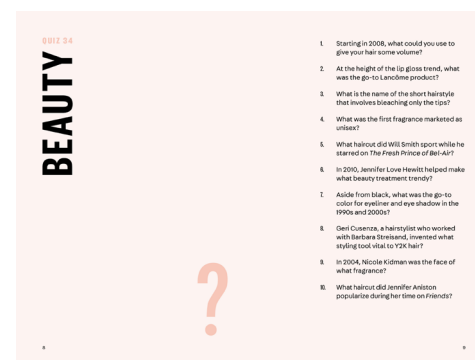 QUIZ 34
BEAUTY
?
1. Starting in 2008, what could you use to
give your hair some volume?
2. At the height of the lip gloss trend, what
was the go-to Lancôme product?
3. What is the name of the short hairstyle
that involves bleaching only the tips?
4. What was the first fragrance marketed as
unisex?
5. What haircut did Will Smith sport while he
starred on The Fresh Prince of Bel-Air?
6. In 2010, Jennifer Love Hewitt helped make
what beauty treatment trendy?
7. Aside from black, what was the go-to
color for eyeliner and eye shadow in the
1990s and 2000s?
8. Geri Cusenza, a hairstylist who worked
with Barbara Streisand, invented what
styling tool vital to Y2K hair?
9. In 2004, Nicole Kidman was the face of
what fragrance?
10. What haircut did Jennifer Aniston
popularize during her time on Friends?